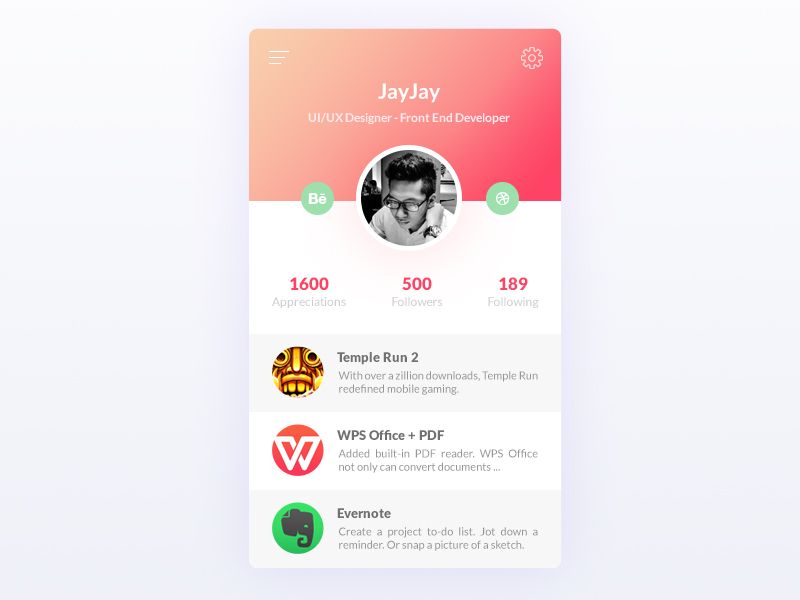 JayJay
UI/UX Designer - Front End Developer
Bē
1600 500 189
Appreciations Followers Following
Temple Run 2
With over a zillion downloads, Temple Run
redefined mobile gaming.
WPS Office + PDF
Added built-in PDF reader. WPS Office
not only can convert documents ...
Evernote
Create a project to-do list. Jot down a
reminder. Or snap a picture of a sketch.